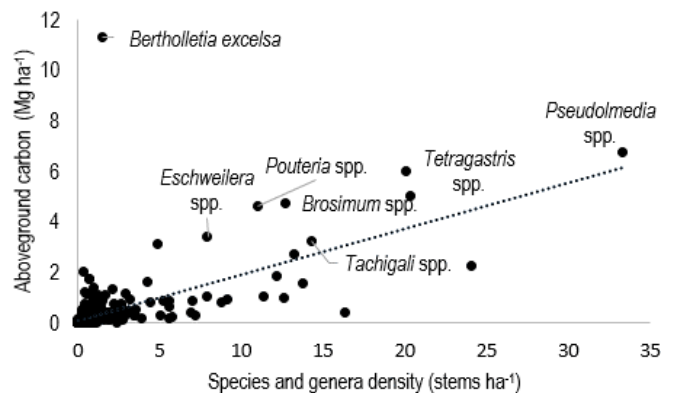 12
10
8
6
4
2
0
Aboveground carbon (Mg ha⁻¹)
Bertholletia excelsa
Pseudolmedia
spp.
Tetragastris
spp.
Pouteria spp.
Eschweilera
spp.
Brosimum spp.
Tachigali spp.
0 5 10 15 20 25 30 35
Species and genera density (stems ha⁻¹)